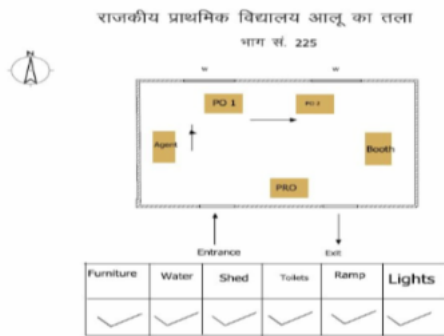 राजकीय प्राथमिक विद्यालय आलू का तला
भाग सं. 225
N
W W
PO 1 PO 2
Agent Booth
PRO
Entrance Exit
Furniture Water Shed Toilets Ramp Lights